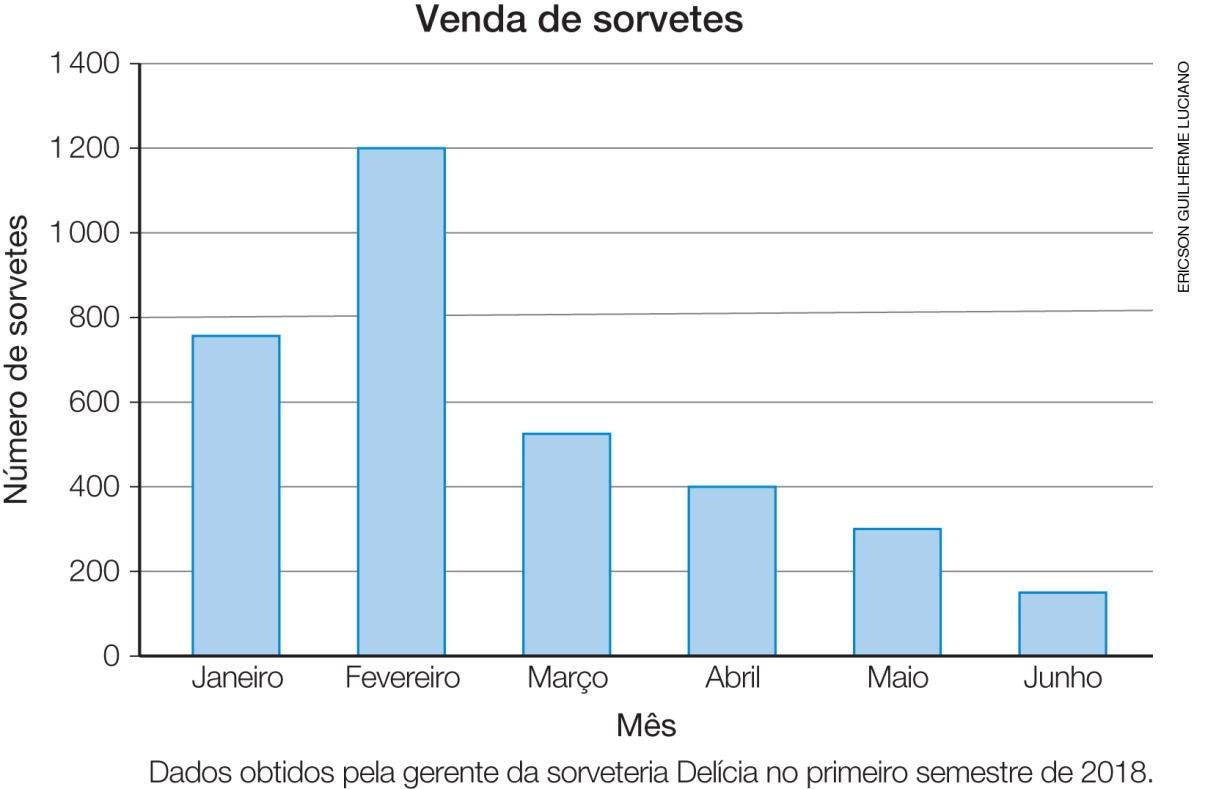 Venda de sorvetes
1 400
1 200
1 000
800
600
400
200
0
Número de sorvetes
Janeiro Fevereiro Março Abril Maio Junho
Mês
Dados obtidos pela gerente da sorveteria Delícia no primeiro semestre de 2018.
ERICSON GUILHERME LUCIANO